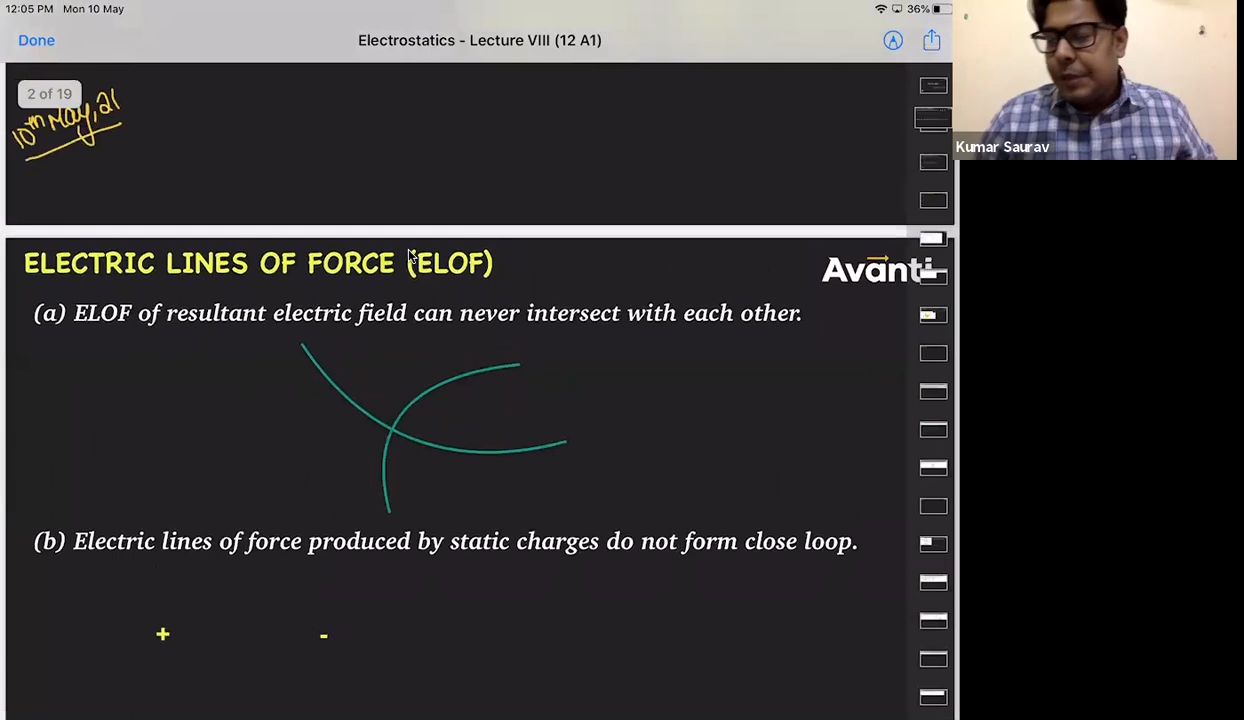 12:05 PM Mon 10 May
36%
Done
Electrostatics - Lecture VIII (12 A1)
2 of 19
10th May, 21
Kumar Saurav
ELECTRIC LINES OF FORCE (ELOF)
Avanti
(a) ELOF of resultant electric field can never intersect with each other.
(b) Electric lines of force produced by static charges do not form close loop.
+ -